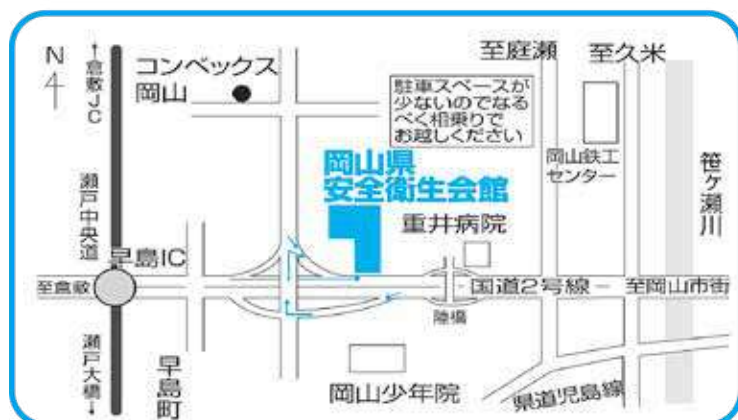 N
↑倉敷JC
コンベックス
岡山
駐車スペースが
少ないのでなる
べく相乗りで
お越しください
至庭瀬
至久米
岡山鉄工
センター
笹ヶ瀬川
瀬戸中央道
岡山県
安全衛生会館
重井病院
早島IC
至倉敷
国道2号線
至岡山市街
陸橋
瀬戸大橋↓
早島町
岡山少年院
県道児島線